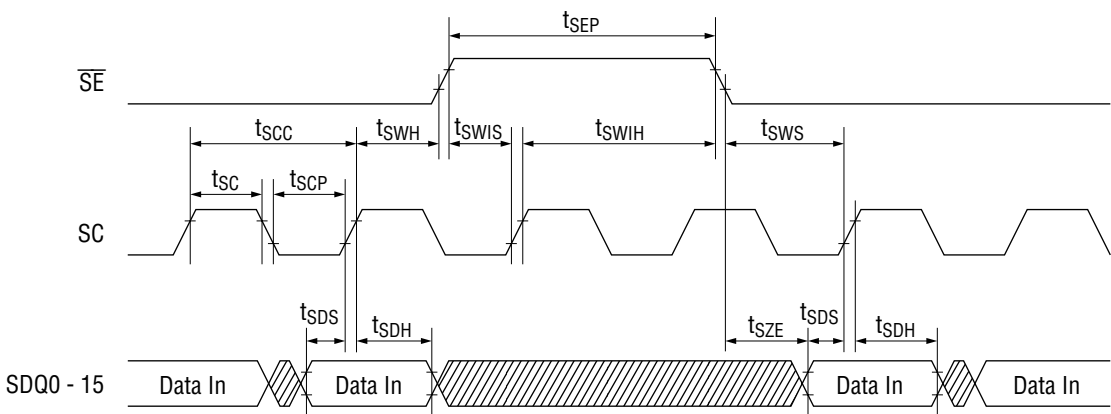 tSEP
SE
tSCC tSWH tSWIS tSWIH tSWS
tSC tSCP
SC
tSDS tSDH tSZE tSDS tSDH
SDQ0 - 15 Data In Data In Data In Data In